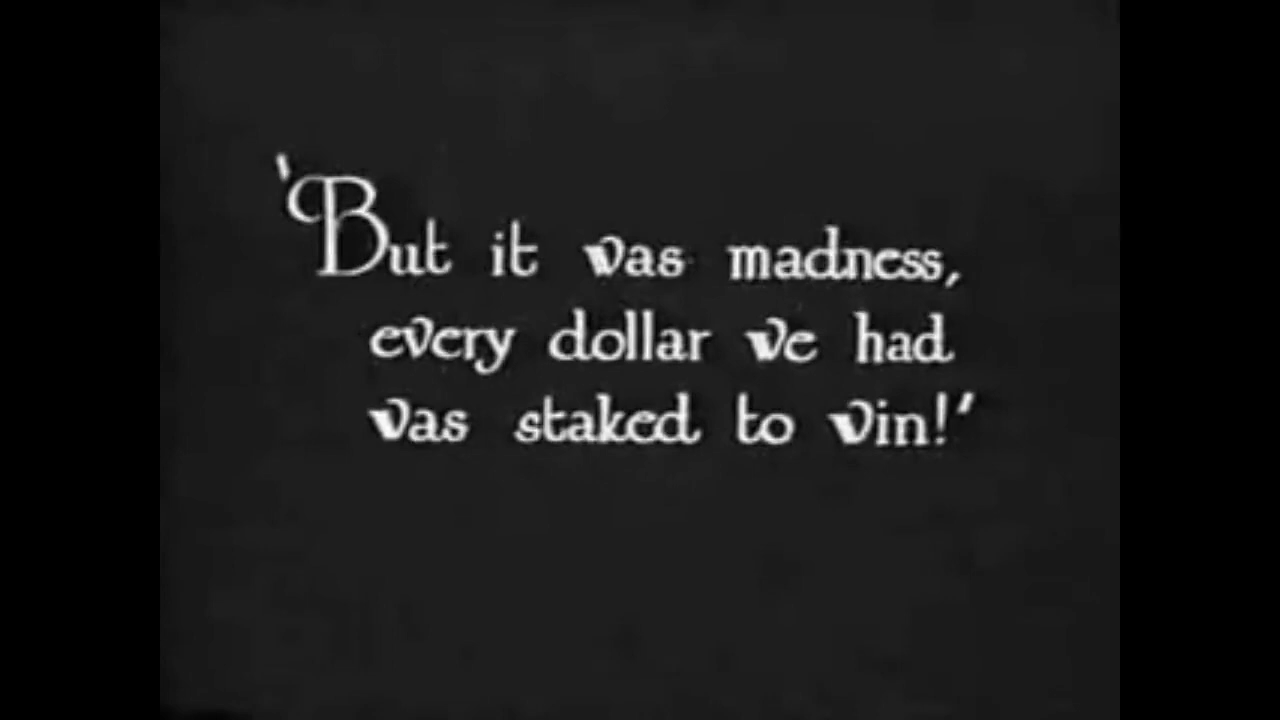 'But it was madness,
every dollar we had
was staked to win!'